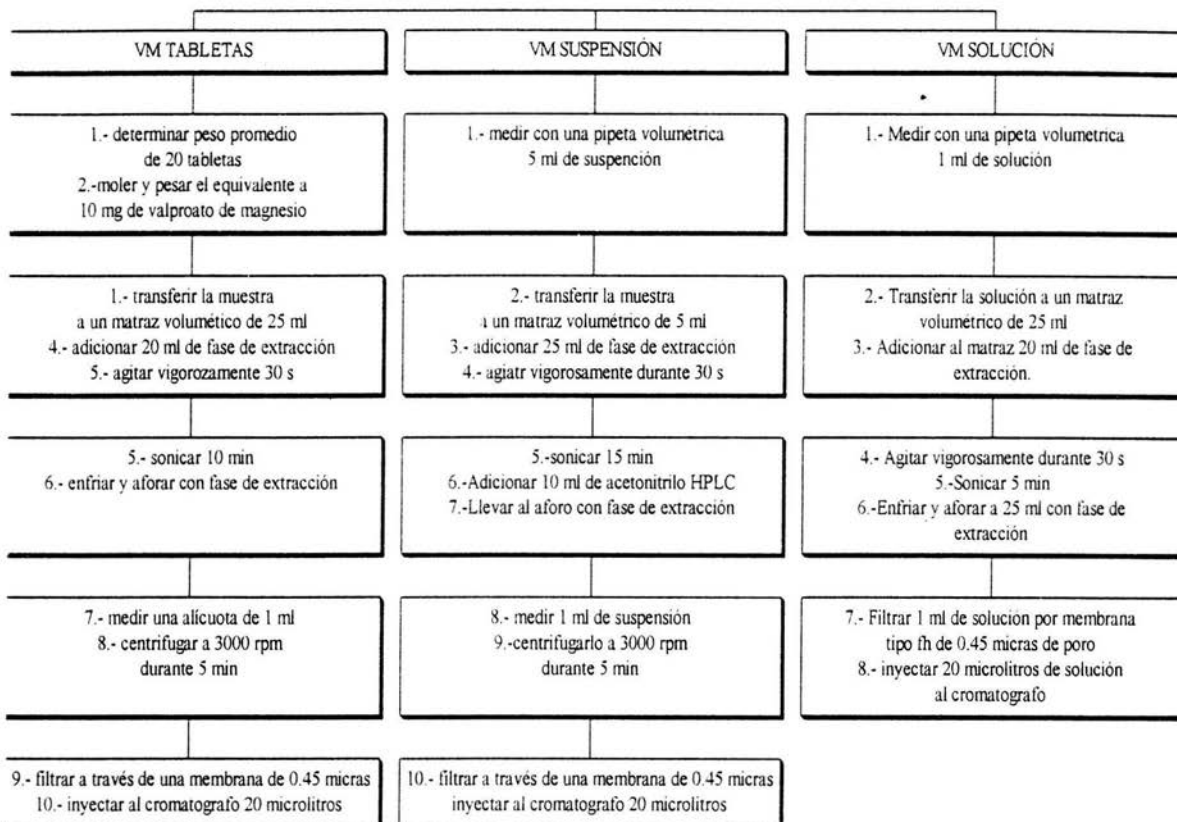 VM TABLETAS
1.- determinar peso promedio
de 20 tabletas
2.-moler y pesar el equivalente a
10 mg de valproato de magnesio
1.- transferir la muestra
a un matraz volumético de 25 ml
4.- adicionar 20 ml de fase de extracción
5.- agitar vigorozamente 30 s
5.- sonicar 10 min
6.- enfriar y aforar con fase de extracción
7.- medir una alícuota de 1 ml
8.- centrifugar a 3000 rpm
durante 5 min
9.- filtrar a través de una membrana de 0.45 micras
10.- inyectar al cromatografo 20 microlitros
VM SUSPENSIÓN
1.- medir con una pipeta volumétrica
5 ml de suspención
2.- transferir la muestra
a un matraz volumétrico de 5 ml
3.- adicionar 25 ml de fase de extracción
4.- agiatr vigorosamente durante 30 s
5.-sonicar 15 min
6.-Adicionar 10 ml de acetonitrilo HPLC
7.-Llevar al aforo con fase de extracción
8.- medir 1 ml de suspensión
9.-centrifugarlo a 3000 rpm
durante 5 min
10.- filtrar a través de una membrana de 0.45 micras
inyectar al cromatografo 20 microlitros
VM SOLUCIÓN
1.- Medir con una pipeta volumetrica
1 ml de solución
2.- Transferir la solución a un matraz
volumétrico de 25 ml
3.- Adicionar al matraz 20 ml de fase de
extracción.
4.- Agitar vigorosamente durante 30 s
5.-Sonicar 5 min
6.-Enfriar y aforar a 25 ml con fase de
extracción
7.- Filtrar 1 ml de solución por membrana
tipo fh de 0.45 micras de poro
8.- inyectar 20 microlitros de solución
al cromatografo